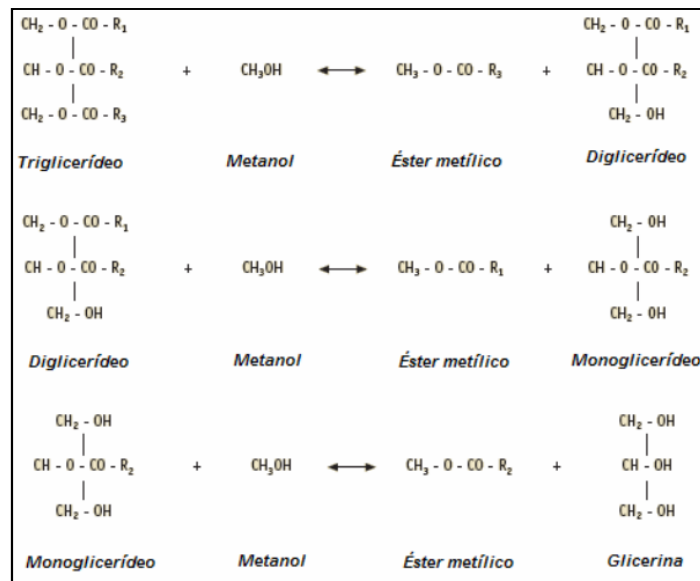 CH₂ - O - CO - R₁ CH₂ - O - CO - R₁
CH - O - CO - R₂ + CH₃OH ⟷ CH₃ - O - CO - R₃ + CH - O - CO - R₂
CH₂ - O - CO - R₃ CH₂ - OH
Triglicerídeo Metanol Éster metílico Diglicerídeo
CH₂ - O - CO - R₁ CH₂ - OH
CH - O - CO - R₂ + CH₃OH ⟷ CH₃ - O - CO - R₁ + CH - O - CO - R₂
CH₂ - OH CH₂ - OH
Diglicerídeo Metanol Éster metílico Monoglicerídeo
CH₂ - OH CH₂ - OH
CH - O - CO - R₂ + CH₃OH ⟷ CH₃ - O - CO - R₂ + CH - OH
CH₂ - OH CH₂ - OH
Monoglicerídeo Metanol Éster metílico Glicerina